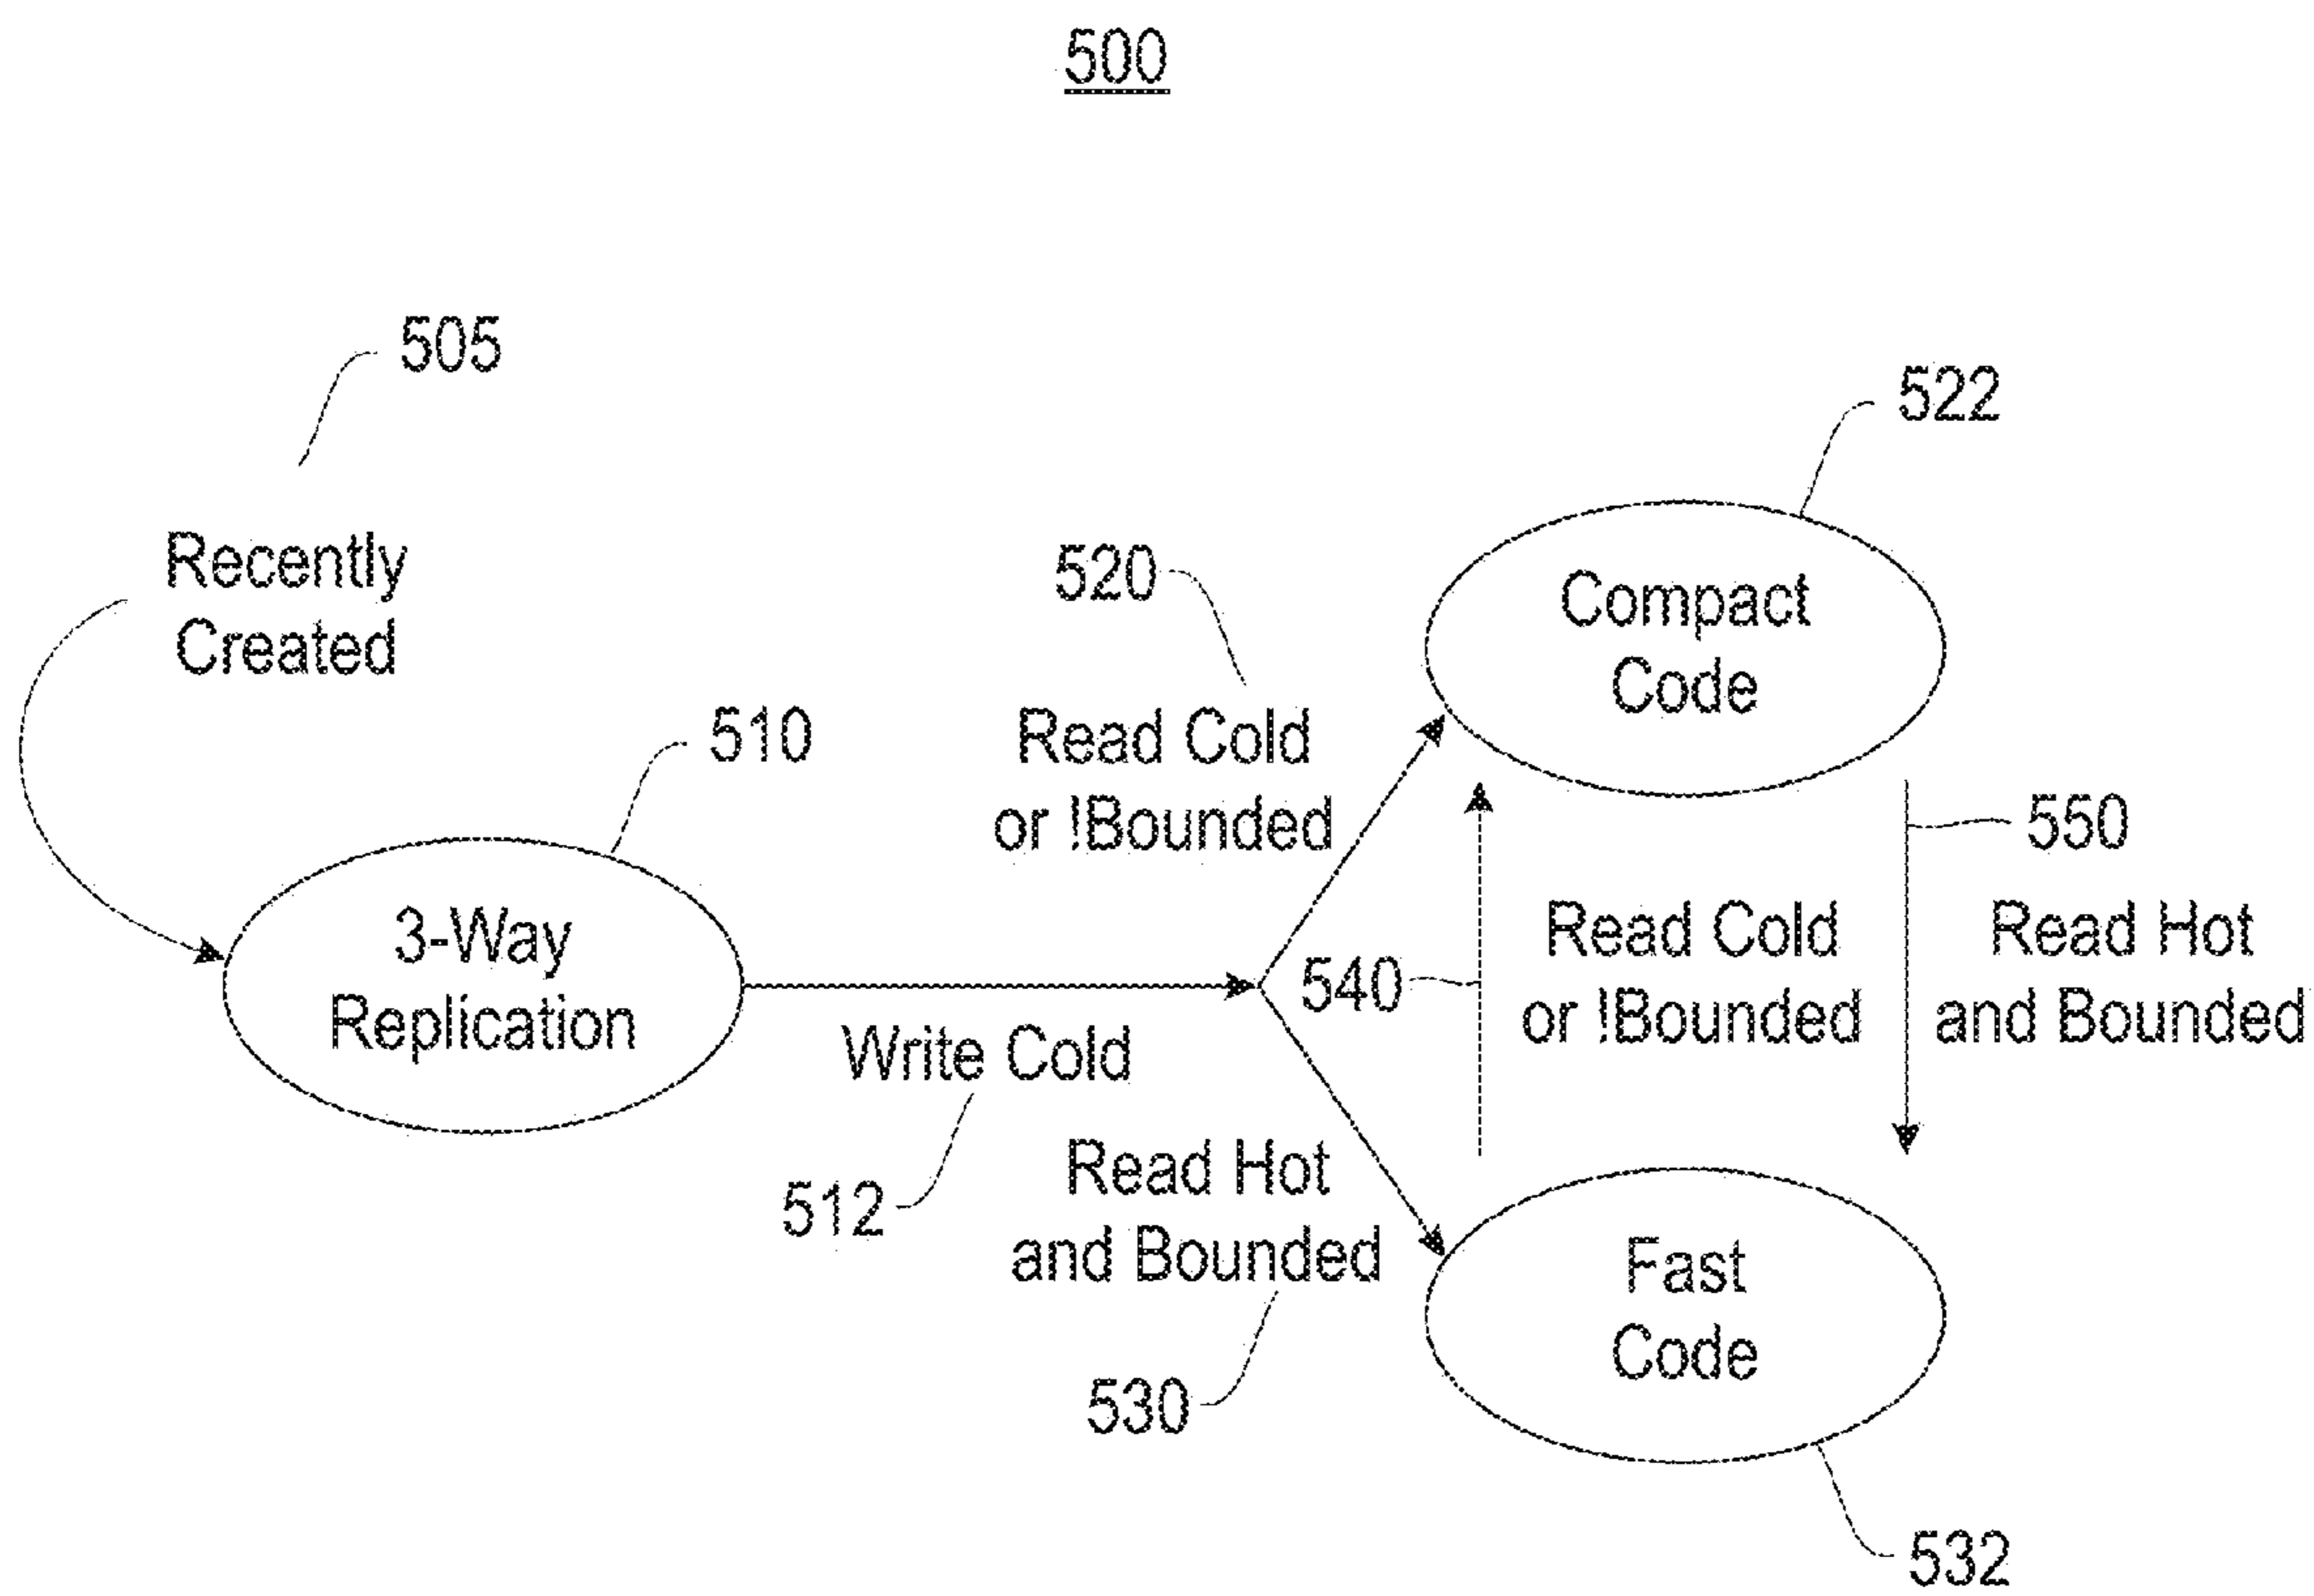 500
505
Recently
Created
510
3-Way
Replication
Write Cold
512
520
Read Cold
or !Bounded
Read Hot
and Bounded
530
522
Compact
Code
540
Read Cold
or !Bounded
550
Read Hot
and Bounded
Fast
Code
532